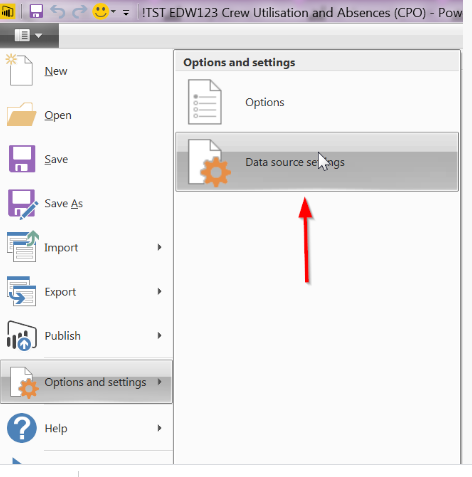 !TST EDW123 Crew Utilisation and Absences (CPO) - Pow
Options and settings
New
Open
Save
Save As
Import
Export
Publish
Options and settings
Help
Options
Data source settings